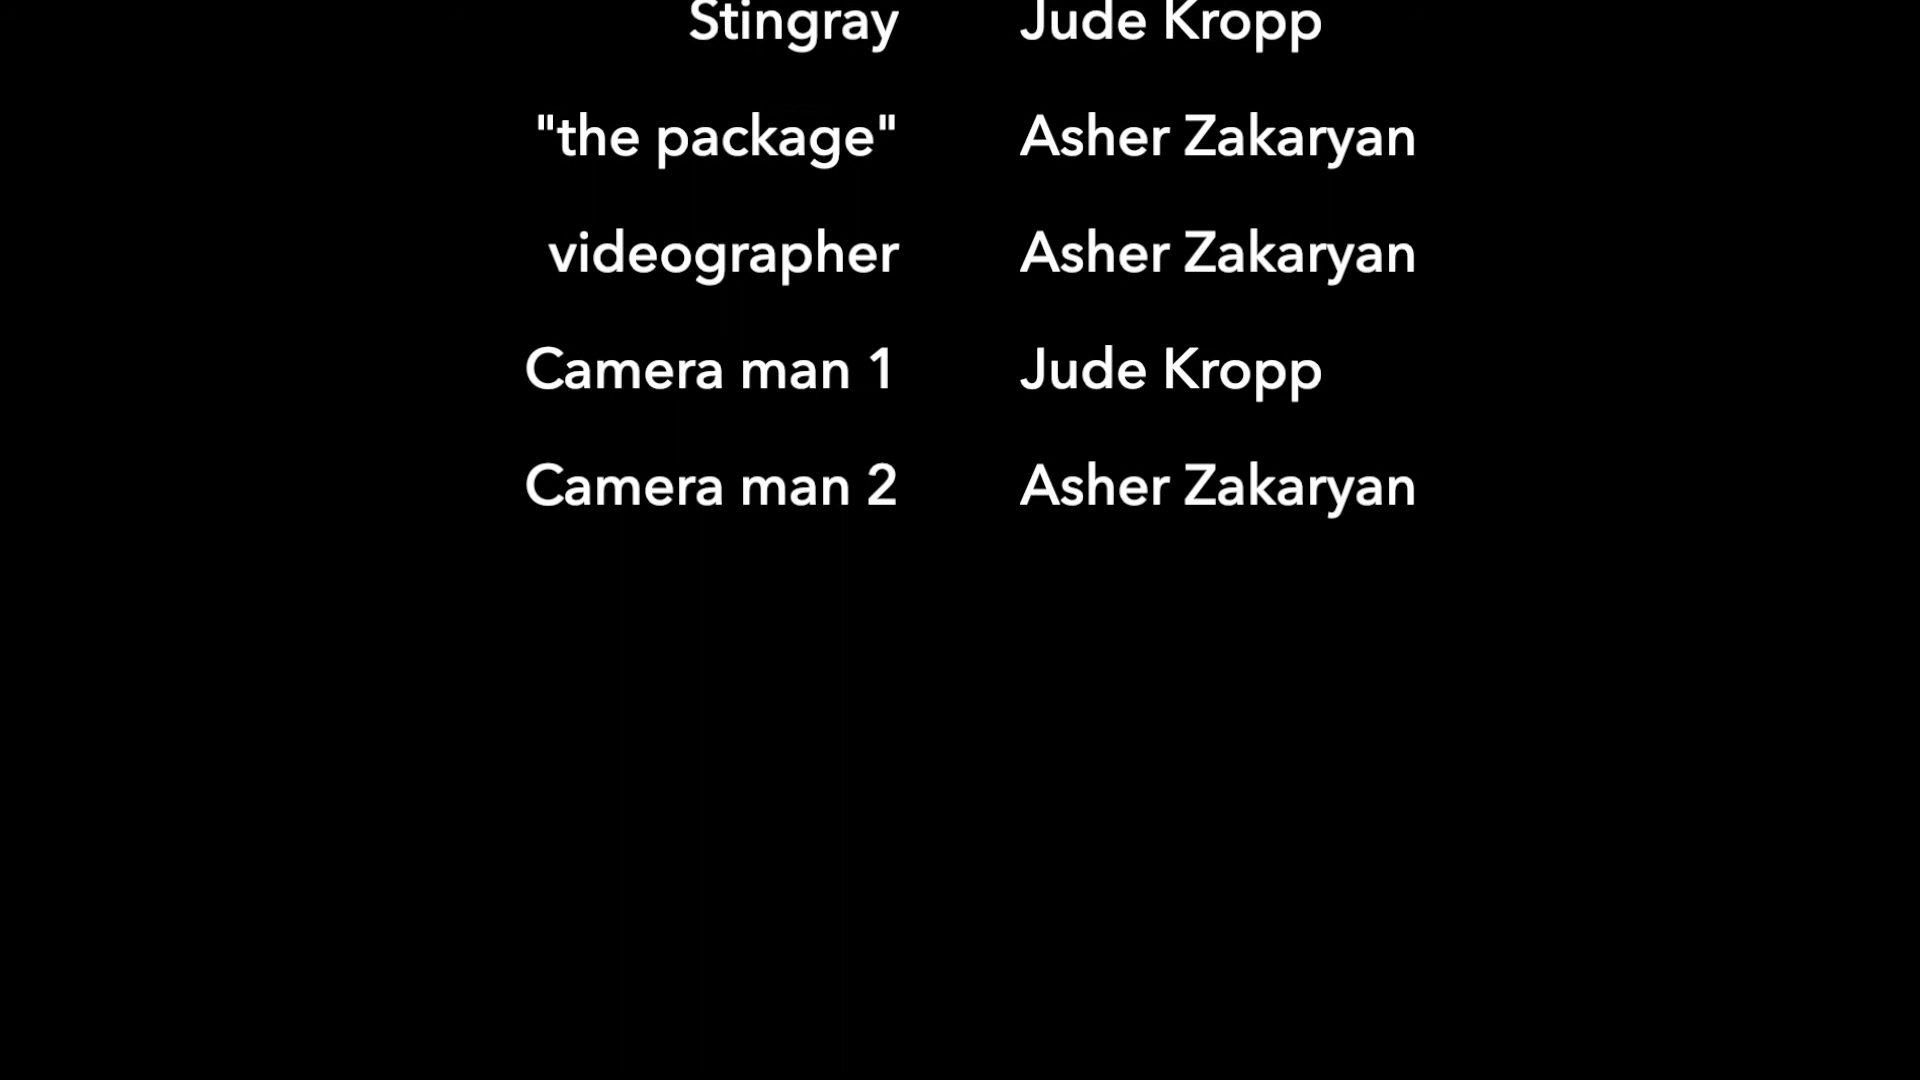 Stingray Jude Kropp
"the package" Asher Zakaryan
videographer Asher Zakaryan
Camera man 1 Jude Kropp
Camera man 2 Asher Zakaryan